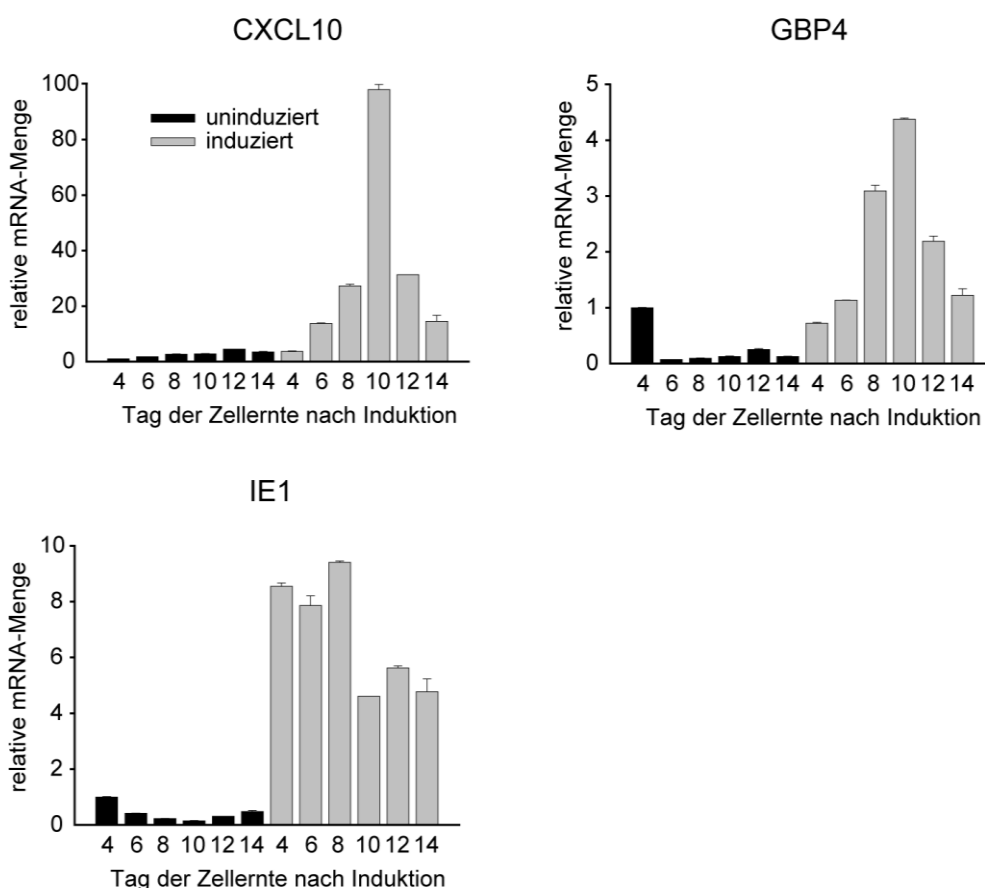 CXCL10
relative mRNA-Menge
100
80
60
40
20
0
uninduziert
induziert
4 6 8 10 12 14 4 6 8 10 12 14
Tag der Zellernte nach Induktion
GBP4
relative mRNA-Menge
5
4
3
2
1
0
4 6 8 10 12 14 4 6 8 10 12 14
Tag der Zellernte nach Induktion
IE1
relative mRNA-Menge
10
8
6
4
2
0
4 6 8 10 12 14 4 6 8 10 12 14
Tag der Zellernte nach Induktion